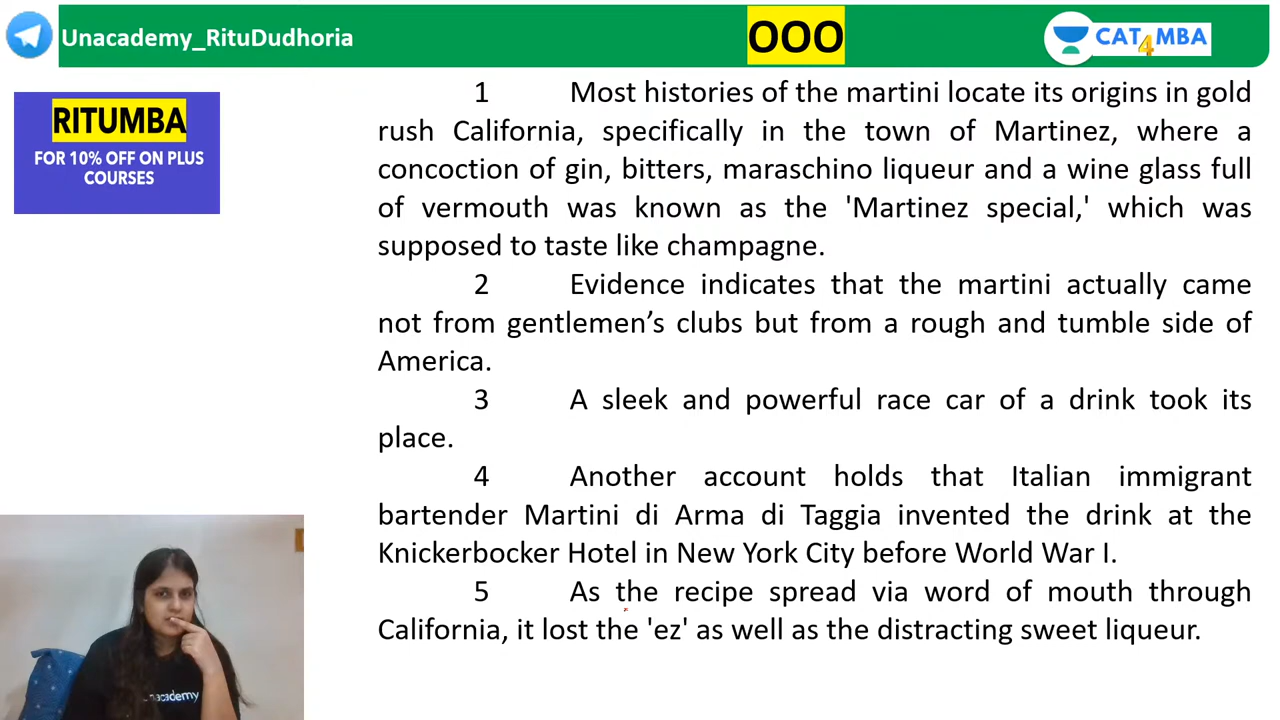 Unacademy_RituDudhoria
OOO
CAT4MBA
RITUMBA
FOR 10% OFF ON PLUS
COURSES
1 Most histories of the martini locate its origins in gold
rush California, specifically in the town of Martinez, where a
concoction of gin, bitters, maraschino liqueur and a wine glass full
of vermouth was known as the 'Martinez special,' which was
supposed to taste like champagne.
2 Evidence indicates that the martini actually came
not from gentlemen’s clubs but from a rough and tumble side of
America.
3 A sleek and powerful race car of a drink took its
place.
4 Another account holds that Italian immigrant
bartender Martini di Arma di Taggia invented the drink at the
Knickerbocker Hotel in New York City before World War I.
5 As the recipe spread via word of mouth through
California, it lost the 'ez' as well as the distracting sweet liqueur.